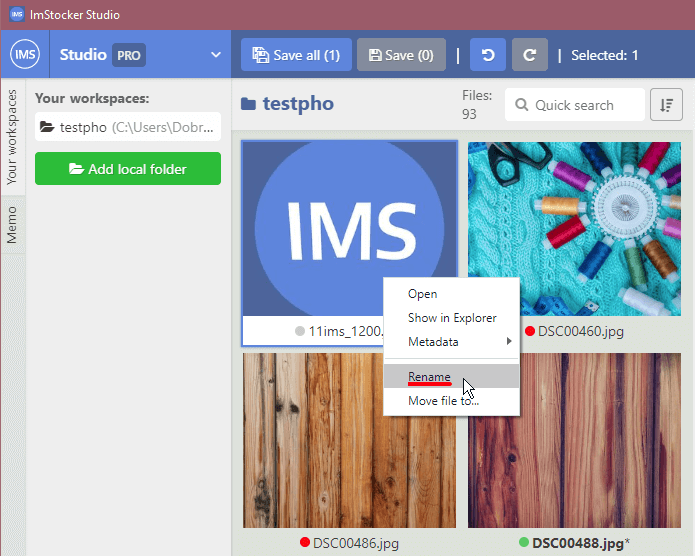 IMS ImStocker Studio
IMS Studio PRO
Save all (1) Save (0) | | Selected: 1
Your workspaces
Memo
Your workspaces:
testpho (C:\Users\Dobr...
Add local folder
testpho
Files:
93
Quick search
IMS
11ims_1200.
DSC00460.jpg
Open
Show in Explorer
Metadata
Rename
Move file to...
DSC00486.jpg
DSC00488.jpg*